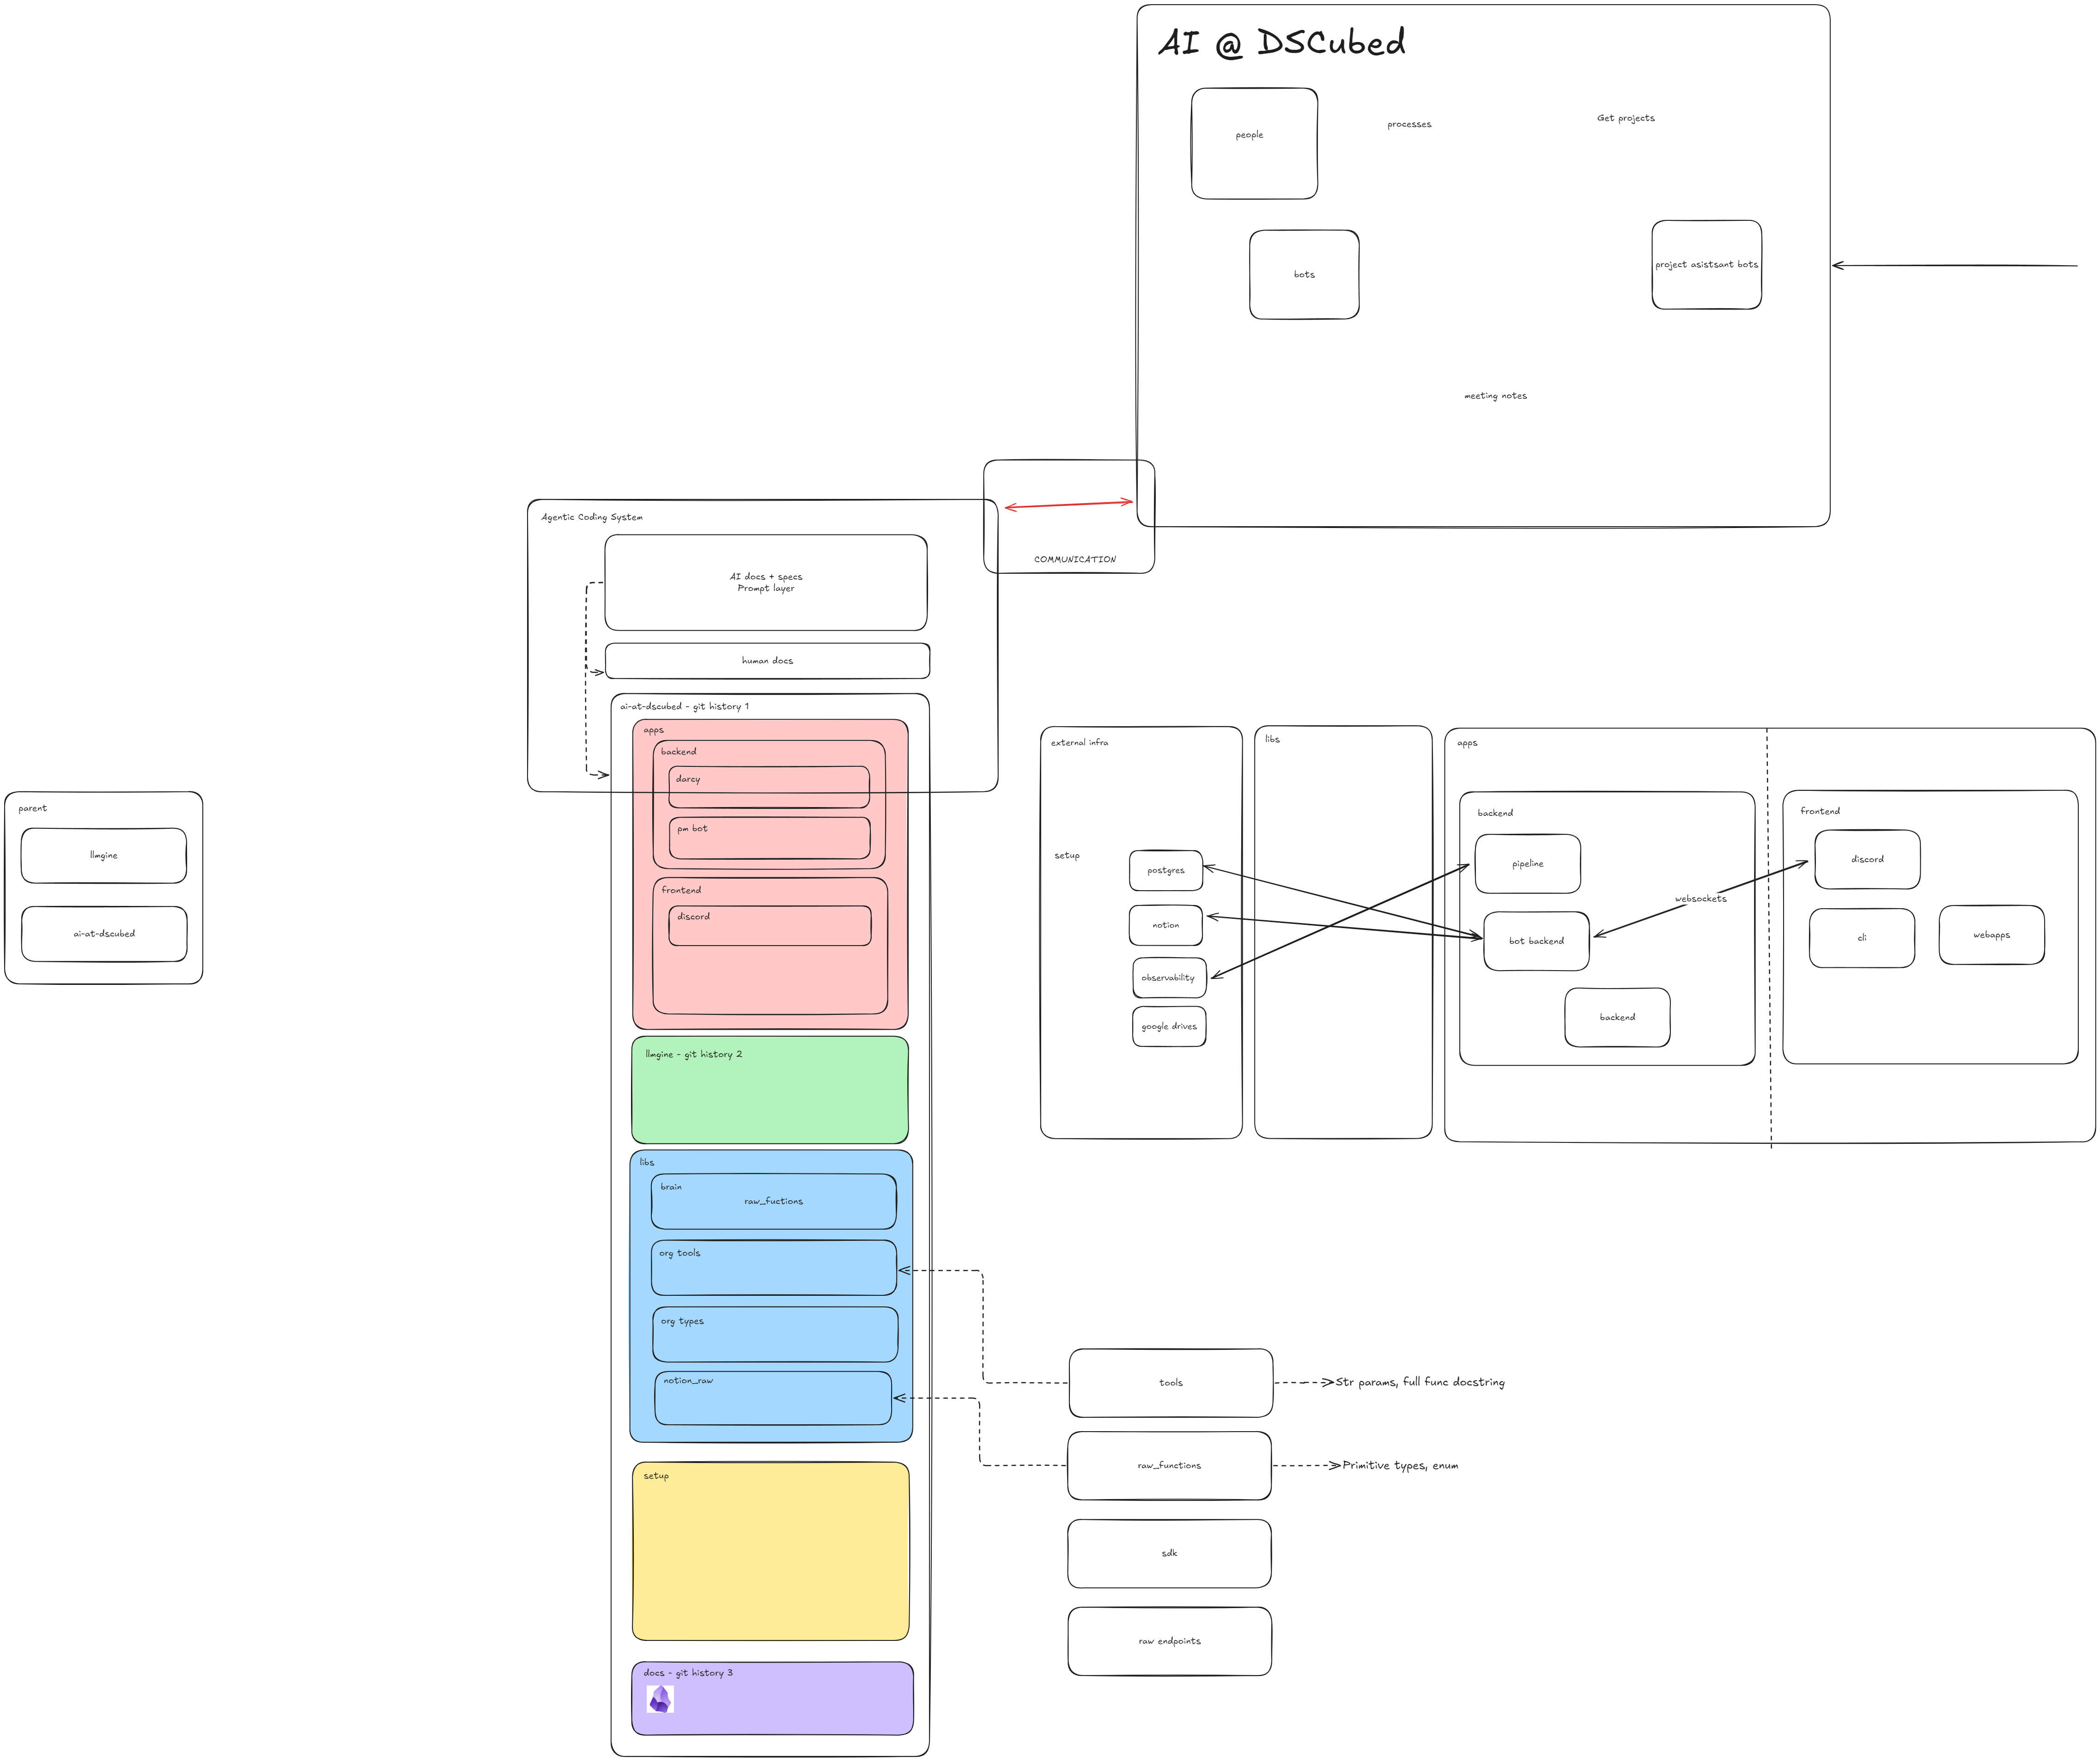 AI @ DSCubed
people
processes
Get projects
bots
project asistsant bots
meeting notes
COMMUNICATION
Agentic Coding System
AI docs + specs
Prompt layer
human docs
ai-at-dscubed - git history 1
apps
backend
darcy
pm bot
frontend
discord
llmgine - git history 2
libs
brain
raw_fuctions
org tools
org types
notion_raw
setup
docs - git history 3
parent
llmgine
ai-at-dscubed
external infra
setup
postgres
notion
observability
google drives
libs
apps
backend
pipeline
bot backend
backend
websockets
frontend
discord
cli
webapps
tools
Str params, full func docstring
raw_functions
Primitive types, enum
sdk
raw endpoints